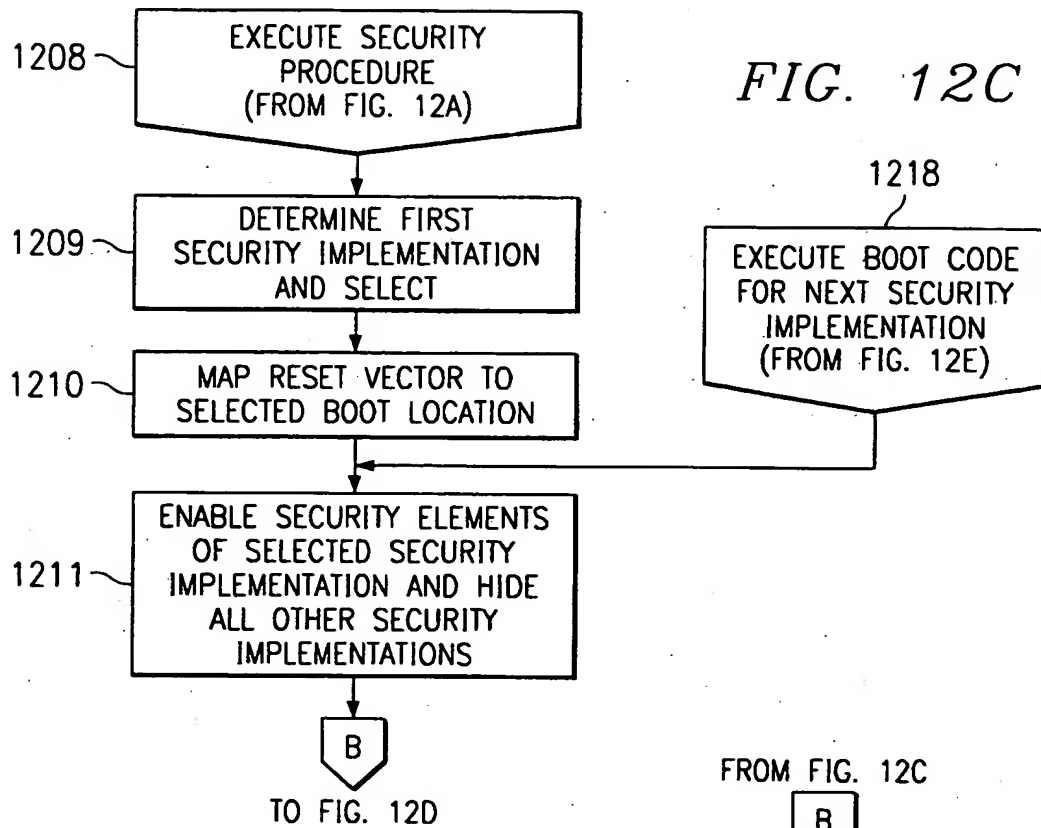 1208
EXECUTE SECURITY
PROCEDURE
(FROM FIG. 12A)
FIG. 12C
1209
DETERMINE FIRST
SECURITY IMPLEMENTATION
AND SELECT
1218
EXECUTE BOOT CODE
FOR NEXT SECURITY
IMPLEMENTATION
(FROM FIG. 12E)
1210
MAP RESET VECTOR TO
SELECTED BOOT LOCATION
1211
ENABLE SECURITY ELEMENTS
OF SELECTED SECURITY
IMPLEMENTATION AND HIDE
ALL OTHER SECURITY
IMPLEMENTATIONS
B
TO FIG. 12D
FROM FIG. 12C
B